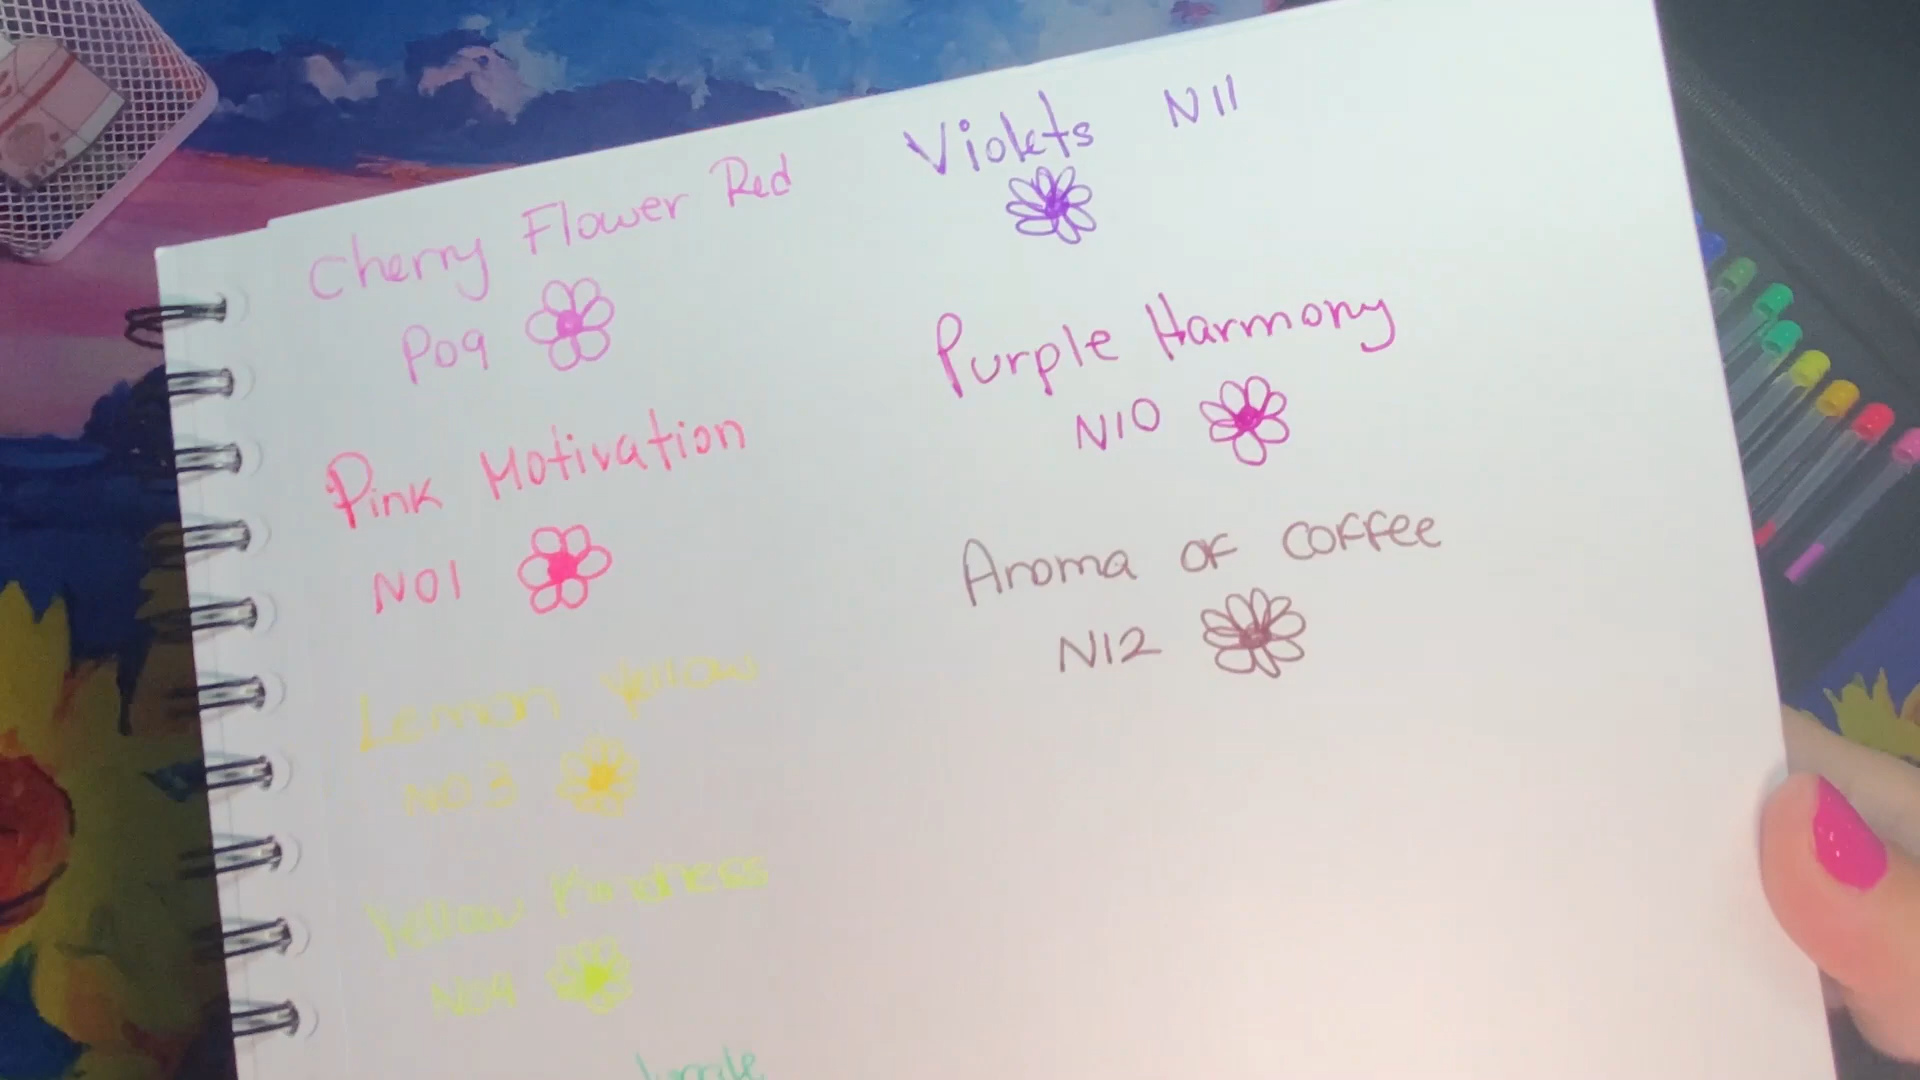 Cherry Flower Red
P09
Pink Motivation
N01
Lemon Yellow
N03
Yellow Kindness
N04
Violets N11
Purple Harmony
N10
Aroma of coffee
N12